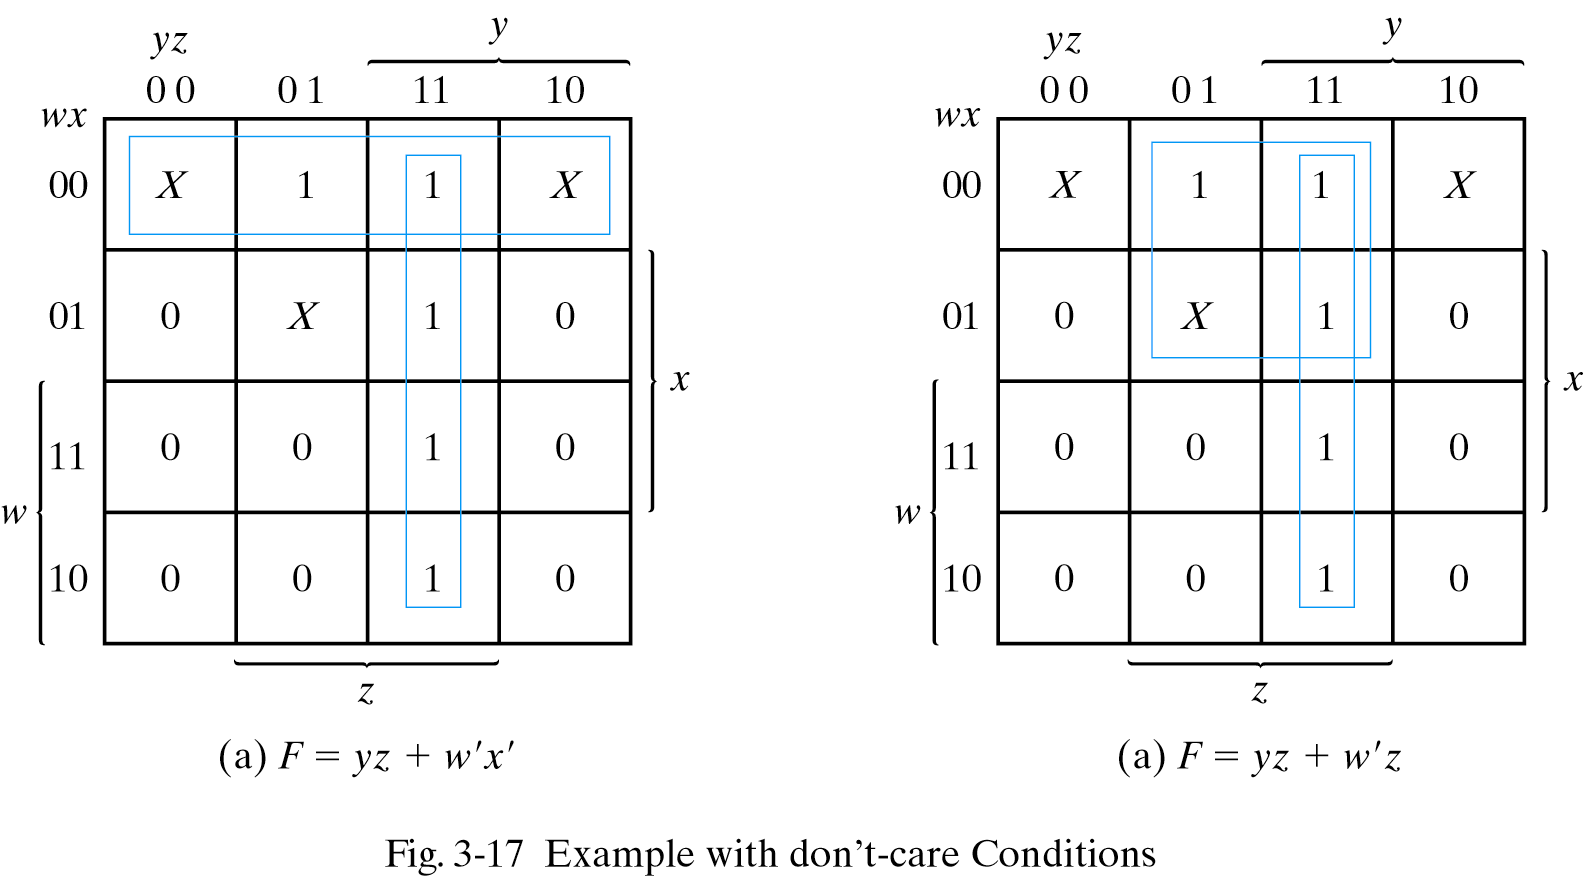 yz y yz y
0 0 0 1 11 10 0 0 0 1 11 10
wx wx
00 X 1 1 X 00 X 1 1 X
01 0 X 1 0 01 0 X 1 0
x x
11 0 0 1 0 11 0 0 1 0
w w
10 0 0 1 0 10 0 0 1 0
z z
(a) F = yz + w′x′ (a) F = yz + w′z
Fig. 3-17 Example with don’t-care Conditions